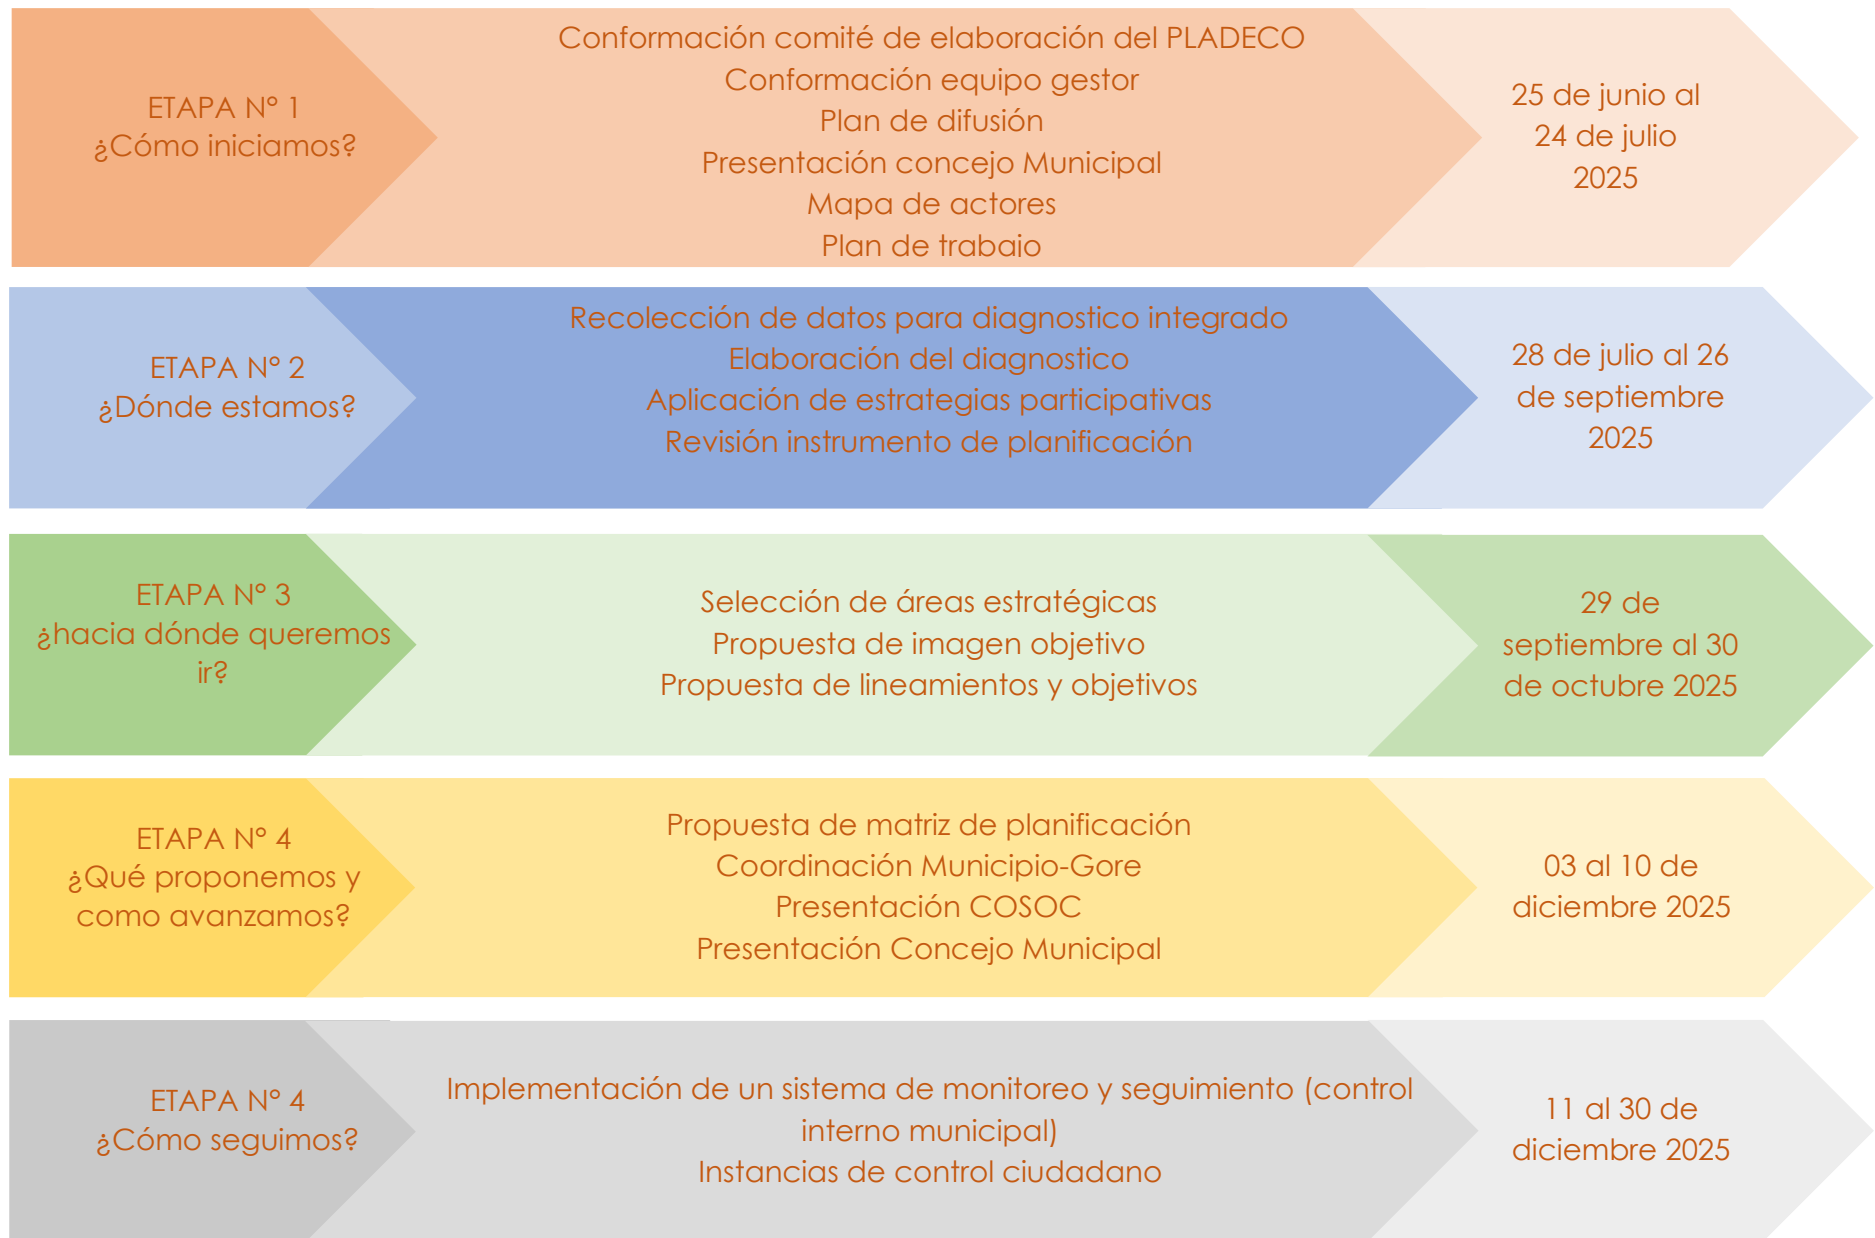 ETAPA N° 1
¿Cómo iniciamos?
Conformación comité de elaboración del PLADECO
Conformación equipo gestor
Plan de difusión
Presentación concejo Municipal
Mapa de actores
Plan de trabajo
25 de junio al
24 de julio
2025
ETAPA N° 2
¿Dónde estamos?
Recolección de datos para diagnostico integrado
Elaboración del diagnostico
Aplicación de estrategias participativas
Revisión instrumento de planificación
28 de julio al 26
de septiembre
2025
ETAPA N° 3
¿hacia dónde queremos
ir?
Selección de áreas estratégicas
Propuesta de imagen objetivo
Propuesta de lineamientos y objetivos
29 de
septiembre al 30
de octubre 2025
ETAPA N° 4
¿Qué proponemos y
como avanzamos?
Propuesta de matriz de planificación
Coordinación Municipio-Gore
Presentación COSOC
Presentación Concejo Municipal
03 al 10 de
diciembre 2025
ETAPA N° 4
¿Cómo seguimos?
Implementación de un sistema de monitoreo y seguimiento (control
interno municipal)
Instancias de control ciudadano
11 al 30 de
diciembre 2025